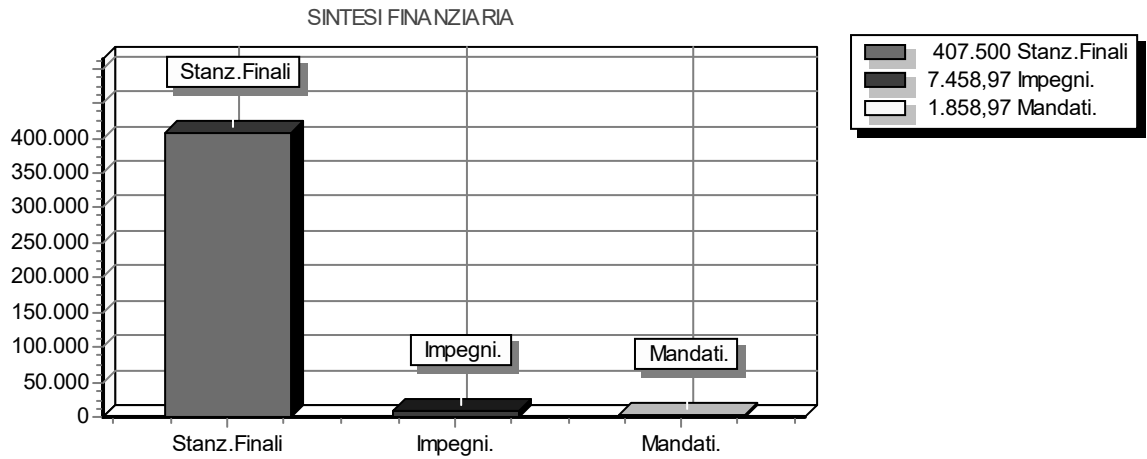 SINTESI FINANZIARIA
407.500 Stanz.Finali
7.458,97 Impegni.
1.858,97 Mandati.
Stanz.Finali
Impegni.
Mandati.
400.000
350.000
300.000
250.000
200.000
150.000
100.000
50.000
0
Stanz.Finali
Impegni.
Mandati.